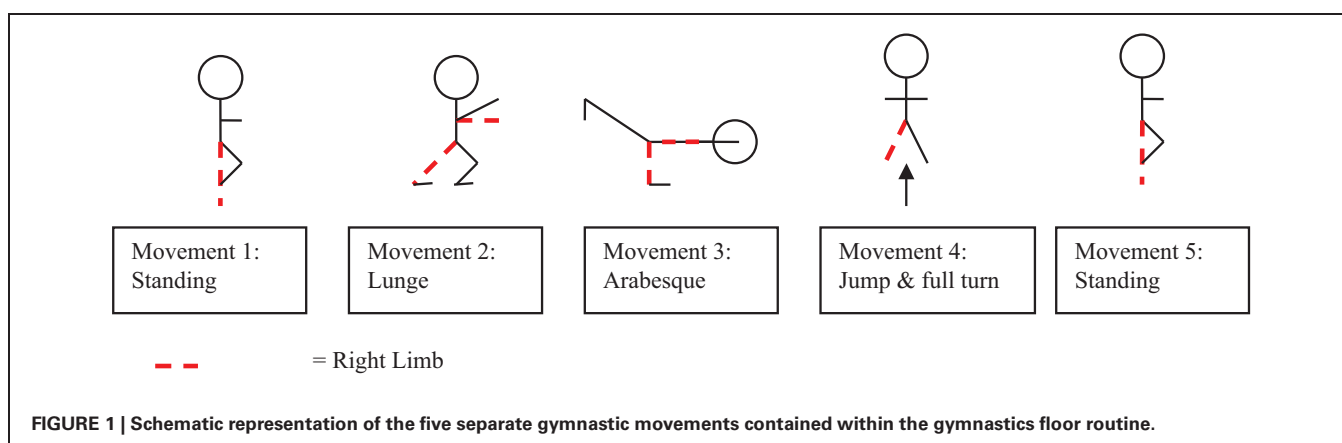 Movement 1:
Standing
Movement 2:
Lunge
Movement 3:
Arabesque
Movement 4:
Jump & full turn
Movement 5:
Standing
= Right Limb
FIGURE 1 | Schematic representation of the five separate gymnastic movements contained within the gymnastics floor routine.